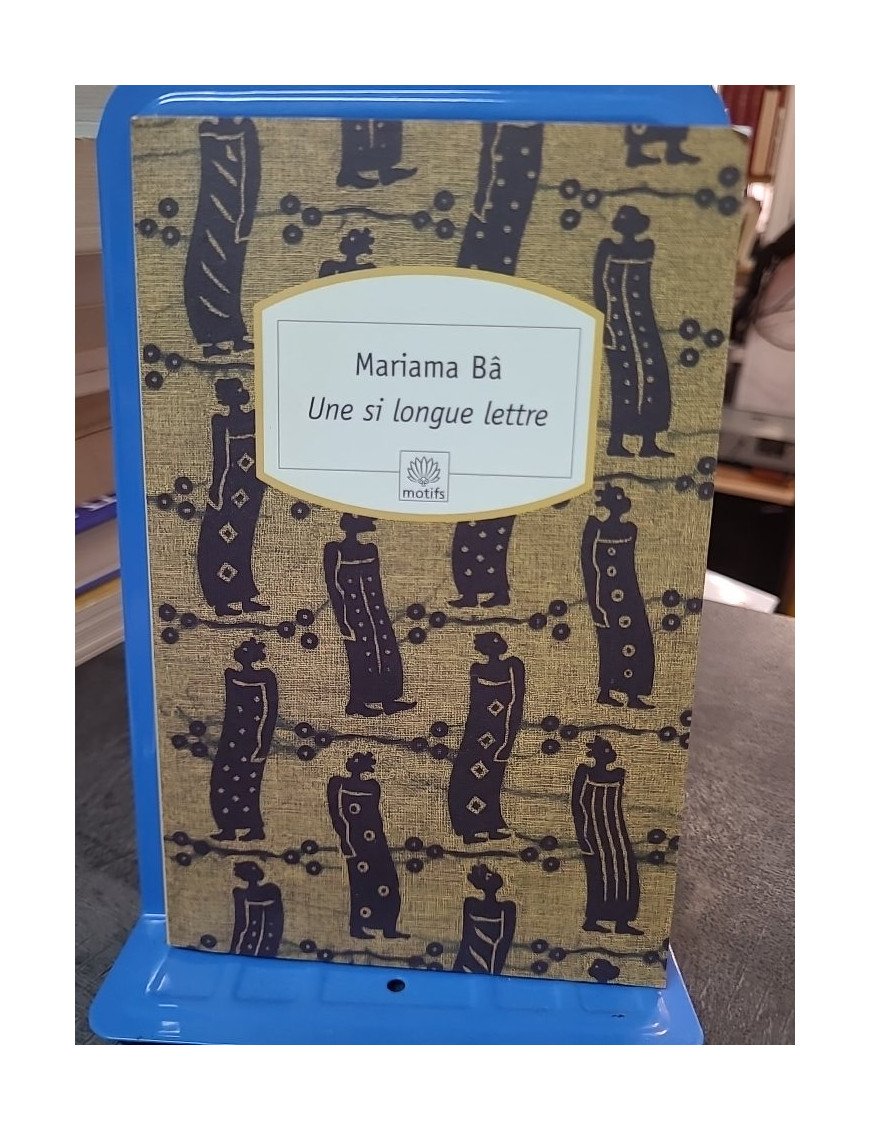 Mariama Bâ
Une si longue lettre
motifs